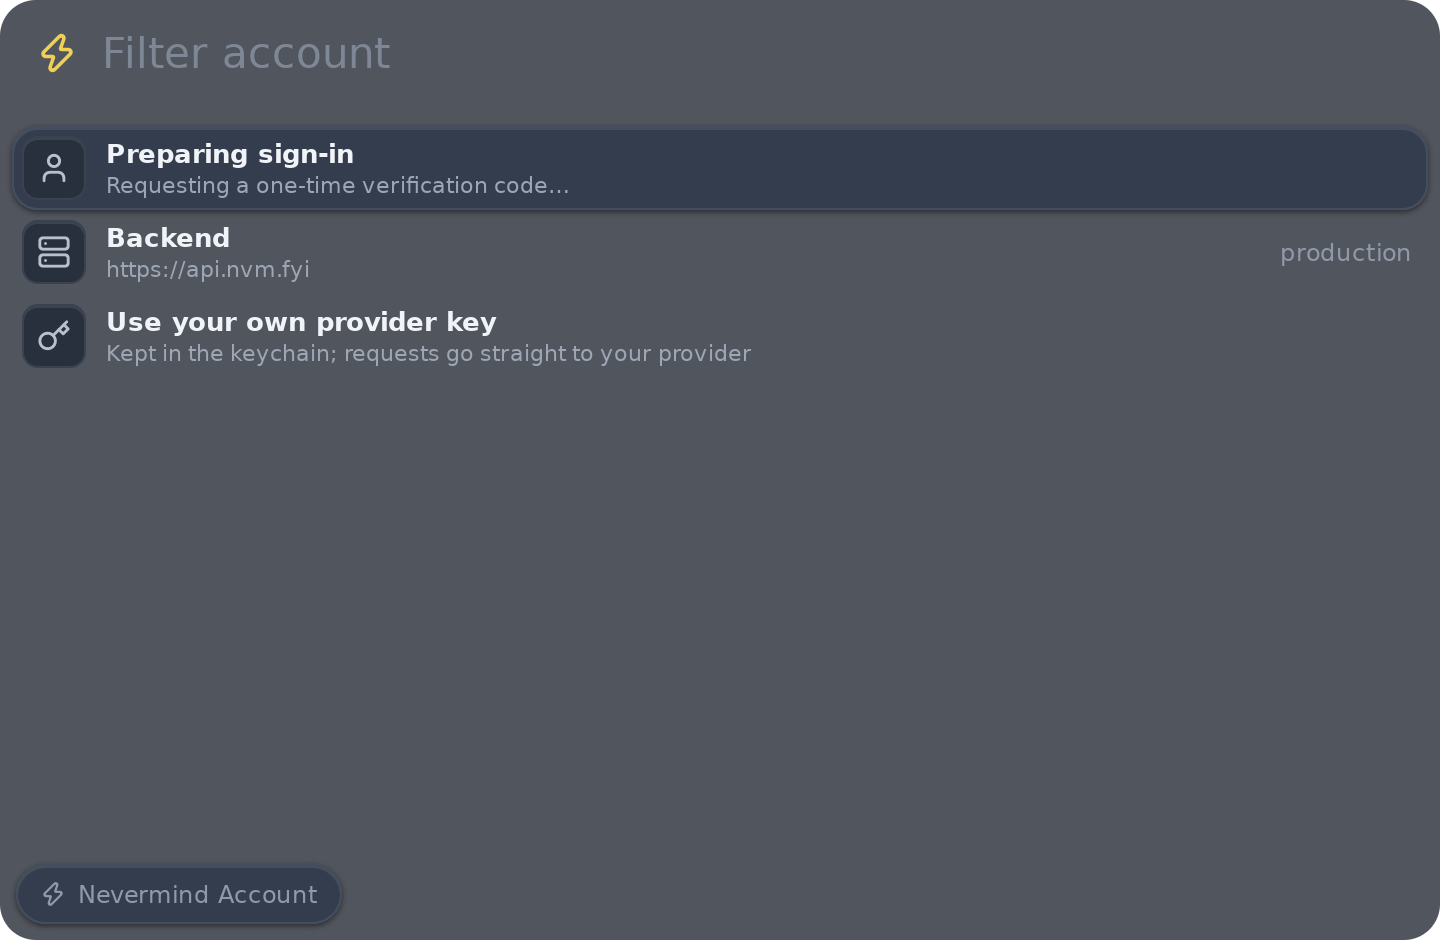 Filter account
Preparing sign-in
Requesting a one-time verification code…
Backend
https://api.nvm.fyi
production
Use your own provider key
Kept in the keychain; requests go straight to your provider
Nevermind Account